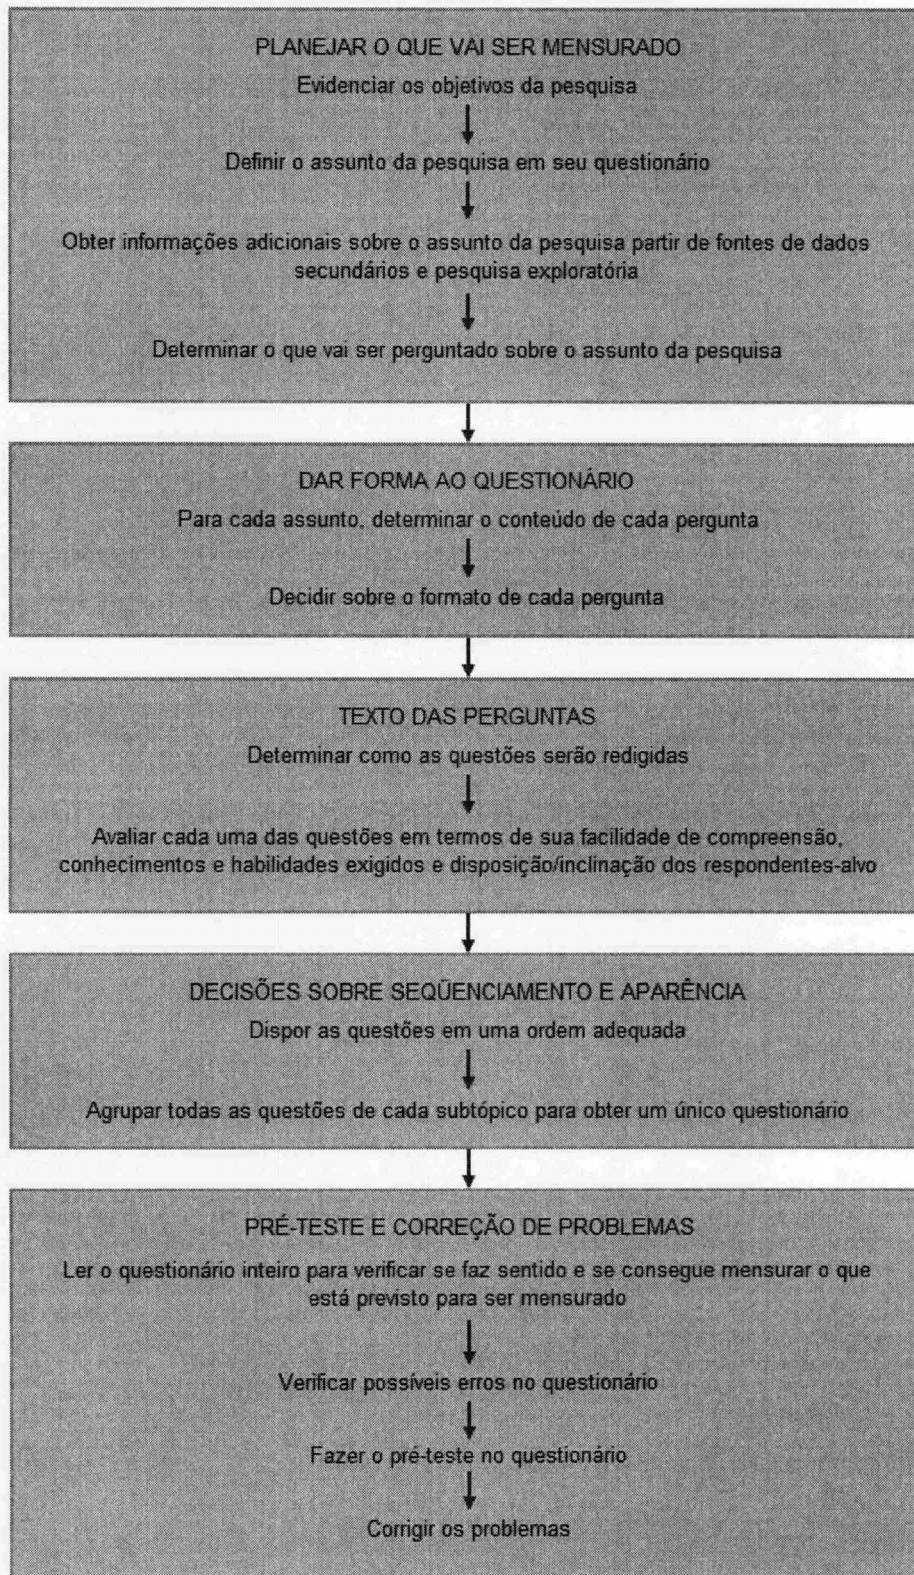 PLANEJAR O QUE VAI SER MENSURADO
Evidenciar os objetivos da pesquisa
Definir o assunto da pesquisa em seu questionário
Obter informações adicionais sobre o assunto da pesquisa partir de fontes de dados
secundários e pesquisa exploratória
Determinar o que vai ser perguntado sobre o assunto da pesquisa
DAR FORMA AO QUESTIONÁRIO
Para cada assunto, determinar o conteúdo de cada pergunta
Decidir sobre o formato de cada pergunta
TEXTO DAS PERGUNTAS
Determinar como as questões serão redigidas
Avaliar cada uma das questões em termos de sua facilidade de compreensão,
conhecimentos e habilidades exigidos e disposição/inclinação dos respondentes-alvo
DECISÕES SOBRE SEQÜENCIAMENTO E APARÊNCIA
Dispor as questões em uma ordem adequada
Agrupar todas as questões de cada subtópico para obter um único questionário
PRÉ-TESTE E CORREÇÃO DE PROBLEMAS
Ler o questionário inteiro para verificar se faz sentido e se consegue mensurar o que
está previsto para ser mensurado
Verificar possíveis erros no questionário
Fazer o pré-teste no questionário
Corrigir os problemas